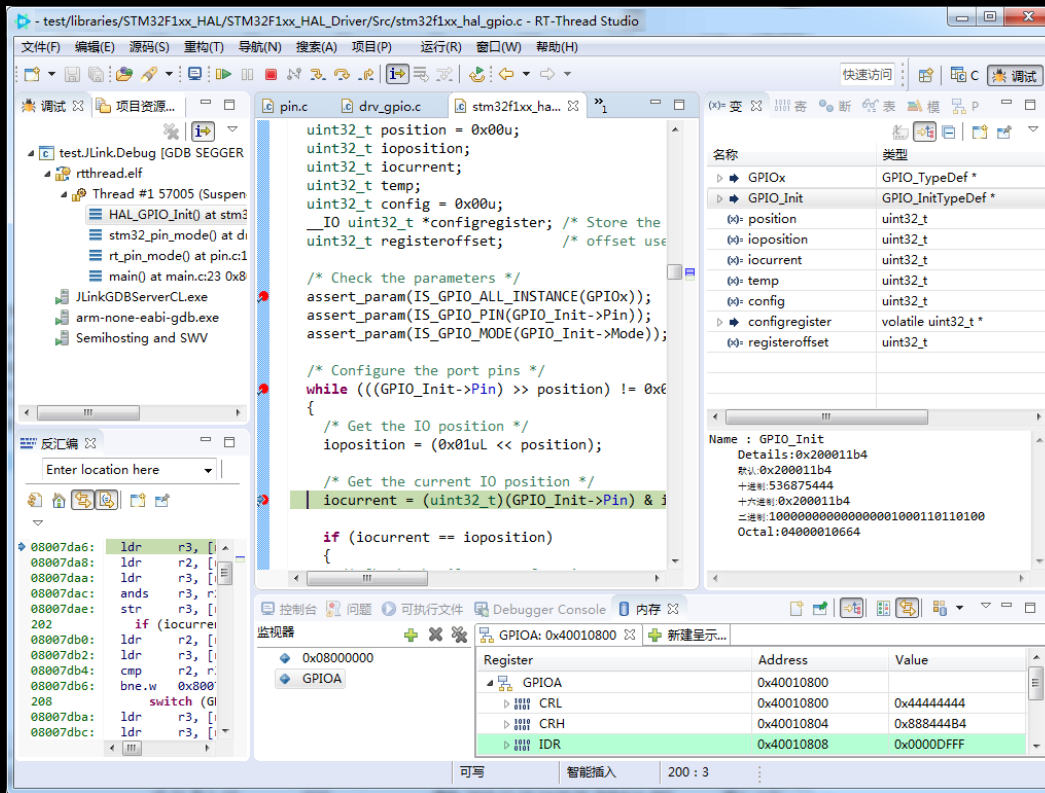 - test/libraries/STM32F1xx_HAL/STM32F1xx_HAL_Driver/Src/stm32f1xx_hal_gpio.c - RT-Thread Studio
文件(F) 编辑(E) 源码(S) 重构(T) 导航(N) 搜索(A) 项目(P) 运行(R) 窗口(W) 帮助(H)
快速访问 C 调试
调试 项目资源...
test.JLink.Debug [GDB SEGGER
rtthread.elf
Thread #1 57005 (Suspen
HAL_GPIO_Init() at stm3
stm32_pin_mode() at d
rt_pin_mode() at pin.c:1
main() at main.c:23 0x8
JLinkGDBServerCL.exe
arm-none-eabi-gdb.exe
Semihosting and SWV
pin.c drv_gpio.c stm32f1xx_ha... »1
uint32_t position = 0x00u;
uint32_t ioposition;
uint32_t iocurrent;
uint32_t temp;
uint32_t config = 0x00u;
__IO uint32_t *configregister; /* Store the
uint32_t registeroffset; /* offset use
/* Check the parameters */
assert_param(IS_GPIO_ALL_INSTANCE(GPIOx));
assert_param(IS_GPIO_PIN(GPIO_Init->Pin));
assert_param(IS_GPIO_MODE(GPIO_Init->Mode));
/* Configure the port pins */
while (((GPIO_Init->Pin) >> position) != 0x0
{
/* Get the IO position */
ioposition = (0x01uL << position);
/* Get the current IO position */
iocurrent = (uint32_t)(GPIO_Init->Pin) & i
if (iocurrent == ioposition)
{
(x)= 变 寄 断 表 模 P
名称 类型
GPIOx GPIO_TypeDef *
GPIO_Init GPIO_InitTypeDef *
(x)= position uint32_t
(x)= ioposition uint32_t
(x)= iocurrent uint32_t
(x)= temp uint32_t
(x)= config uint32_t
configregister volatile uint32_t *
(x)= registeroffset uint32_t
Name : GPIO_Init
Details:0x200011b4
默认:0x200011b4
十进制:536875444
十六进制:0x200011b4
二进制:100000000000000001000110110100
Octal:04000010664
反汇编
Enter location here
08007da6: ldr r3, [
08007da8: ldr r2, [
08007daa: ldr r3, [
08007dac: ands r3, r
08007dae: str r3, [
202 if (iocurre
08007db0: ldr r2, [
08007db2: ldr r3, [
08007db4: cmp r2, r
08007db6: bne.w 0x800
208 switch (G
08007dba: ldr r3, [
08007dbc: ldr r3, [
控制台 问题 可执行文件 Debugger Console 内存
监视器
0x08000000
GPIOA
GPIOA: 0x40010800 新建呈示...
Register Address Value
GPIOA 0x40010800
CRL 0x40010800 0x44444444
CRH 0x40010804 0x888444B4
IDR 0x40010808 0x0000DFFF
可写 智能插入 200 : 3